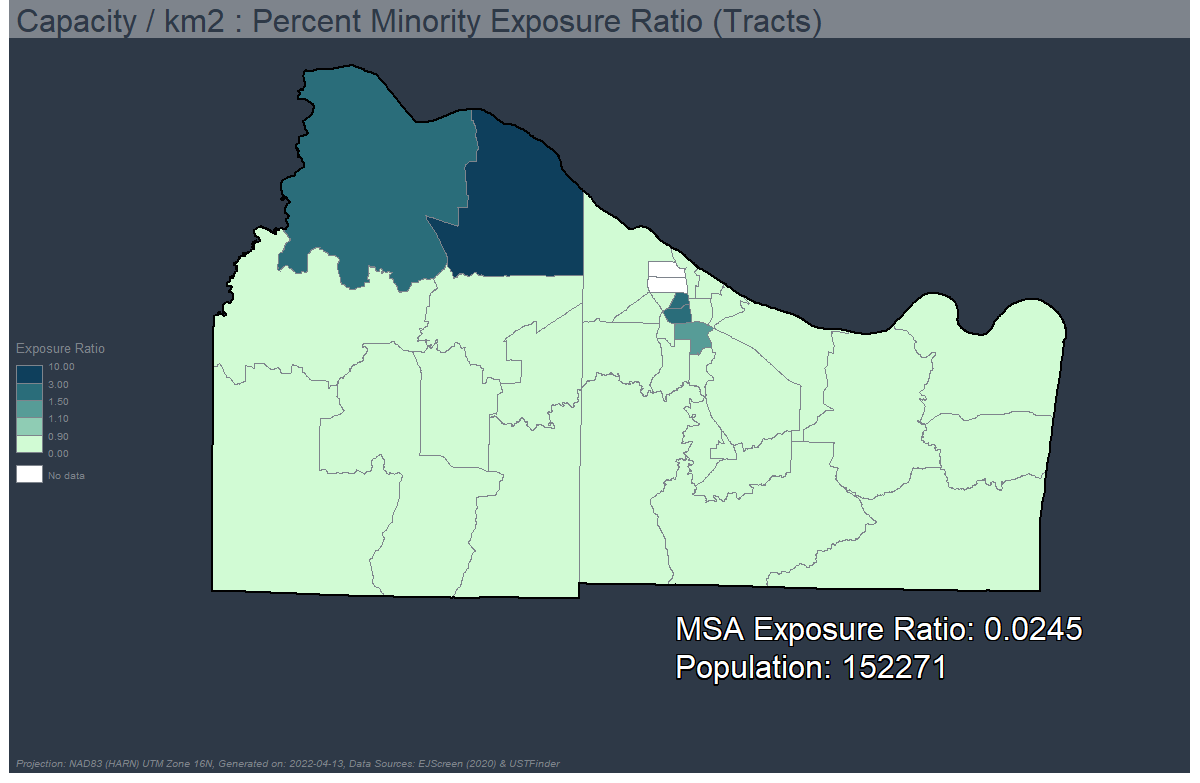 Capacity / km2 : Percent Minority Exposure Ratio (Tracts)
Exposure Ratio
10.00
3.00
1.50
1.10
0.90
0.00
No data
MSA Exposure Ratio: 0.0245
Population: 152271
Projection: NAD83 (HARN) UTM Zone 16N, Generated on: 2022-04-13, Data Sources: EJScreen (2020) & USTFinder